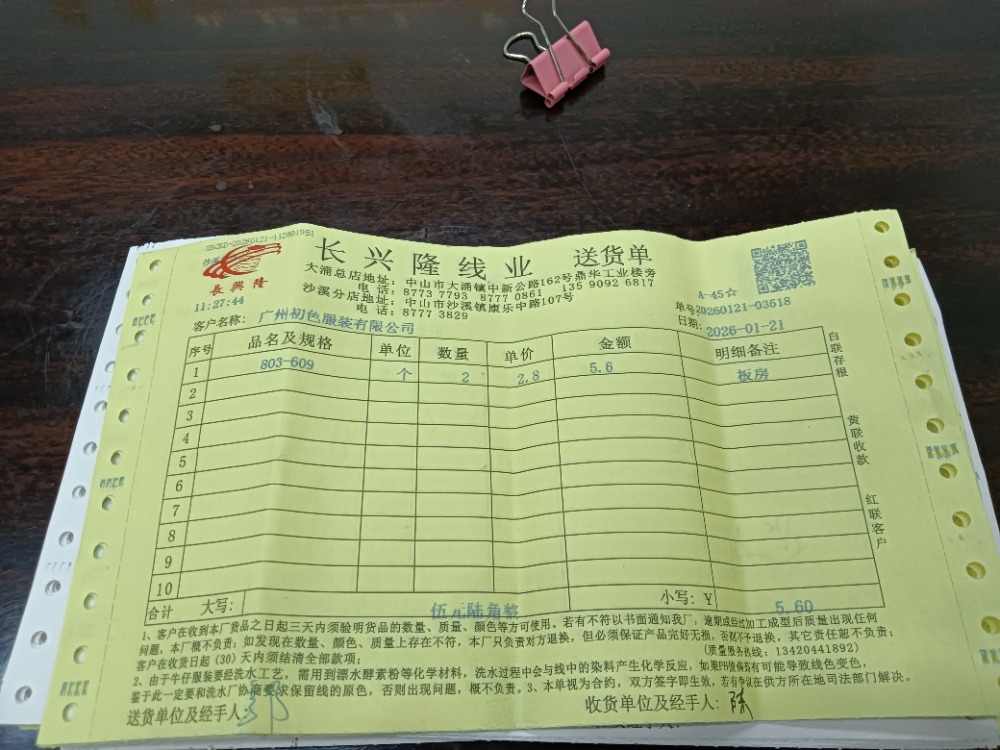 长兴隆线业 送货单
長興隆
大涌总店地址: 中山市大涌镇中新公路162号鼎华工业楼旁
电 话: 8773 7793 8777 0861 135 9092 6817
沙溪分店地址: 中山市沙溪镇康乐中路107号
电 话: 8777 3829
11:27:44
A-45☆
单号20260121-03518
客户名称: 广州初色服装有限公司
日期: 2026-01-21
序号 品名及规格 单位 数量 单价 金额 明细备注
1 803-609 个 2 2.8 5.6 板房
2
3
4
5
6
7
8
9
10
白联存根
黄联收款
红联客户
合计 大写: 伍元陆角整 小写: ¥ 5.60
1、客户在收到本厂货品之日起三天内须验明货品的数量、质量、颜色等方可使用。若有不符以书面通知我厂, 逾期或经过加工成型后质量出现任何
问题, 本厂概不负责; 如发现在数量、颜色、质量上存在不符, 本厂只负责对方退换, 但必须保证产品完好无损, 否则不予退换, 其它责任恕不负责;
(质量服务热线: 13420441892)
客户在收货日起 (30) 天内须结清全部款项;
2、由于牛仔服装要经洗水工艺, 需用到漂水酵素粉等化学材料, 洗水过程中会与线中的染料产生化学反应, 如果PH值偏有可能导致线色变色,
鉴于此一定要和洗水厂协商要求保留线的原色, 否则出现问题, 概不负责。3、本单视为合约, 双方签字即生效, 若有争议在供方所在地司法部门解决。
送货单位及经手人:
收货单位及经手人: 陈